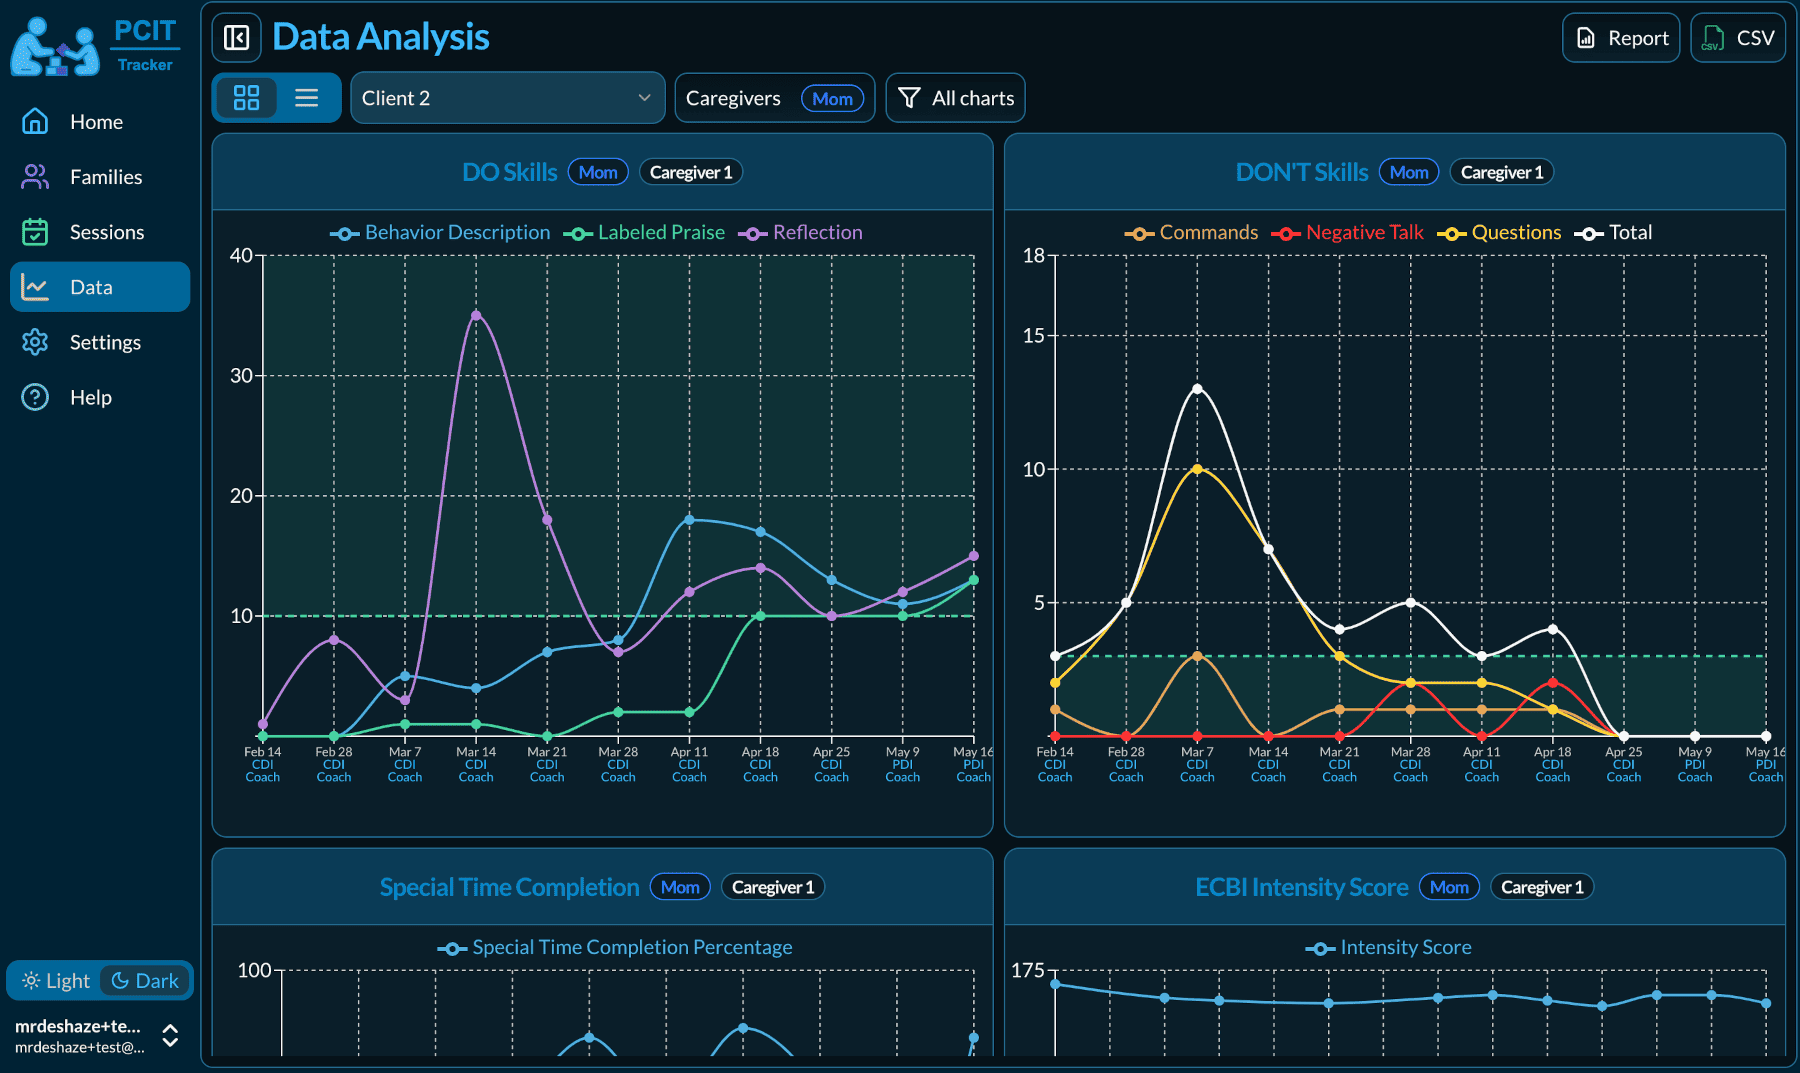 PCIT
Tracker
Home
Families
Sessions
Data
Settings
Help
Light Dark
mrdeshaze+te...
mrdeshaze+test@...
Data Analysis
Report CSV
CSV
Client 2 Caregivers Mom All charts
DO Skills Mom Caregiver 1
Behavior Description Labeled Praise Reflection
40
30
20
10
Feb 14 Feb 28 Mar 7 Mar 14 Mar 21 Mar 28 Apr 11 Apr 18 Apr 25 May 9 May 16
CDI CDI CDI CDI CDI CDI CDI CDI CDI PDI PDI
Coach Coach Coach Coach Coach Coach Coach Coach Coach Coach Coach
DON'T Skills Mom Caregiver 1
Commands Negative Talk Questions Total
18
15
10
5
Feb 14 Feb 28 Mar 7 Mar 14 Mar 21 Mar 28 Apr 11 Apr 18 Apr 25 May 9 May 16
CDI CDI CDI CDI CDI CDI CDI CDI CDI PDI PDI
Coach Coach Coach Coach Coach Coach Coach Coach Coach Coach Coach
Special Time Completion Mom Caregiver 1
Special Time Completion Percentage
100
ECBI Intensity Score Mom Caregiver 1
Intensity Score
175